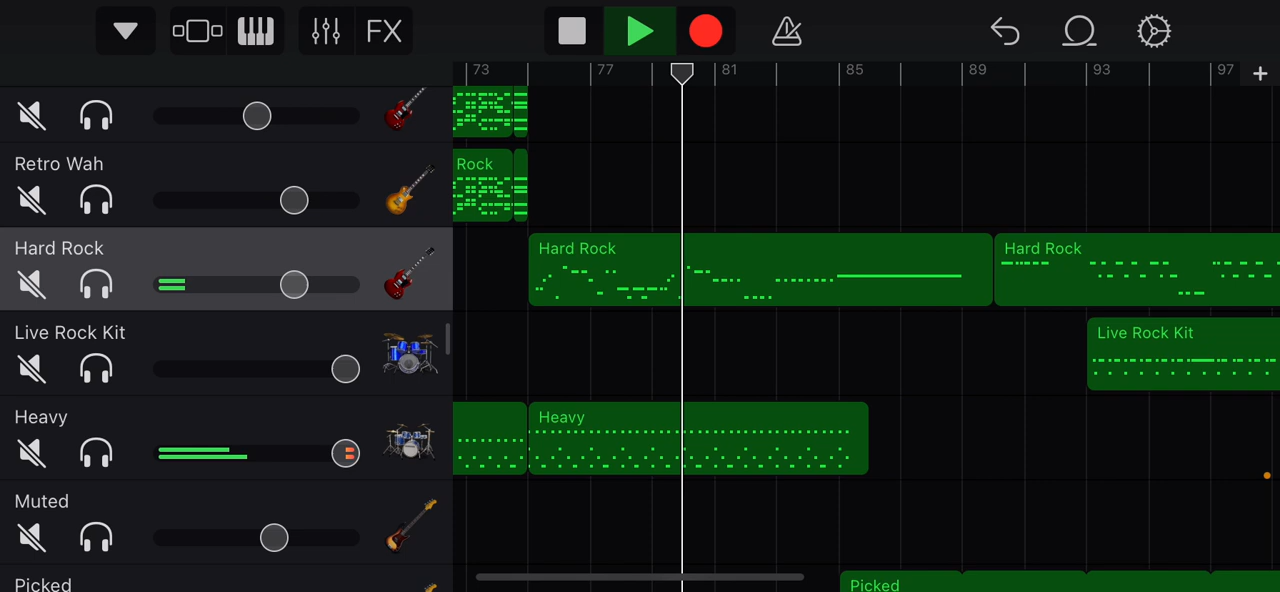 FX
73 77 81 85 89 93 97
Retro Wah
Rock
Hard Rock
Hard Rock
Hard Rock
Live Rock Kit
Live Rock Kit
Heavy
Heavy
Muted
Picked
Picked